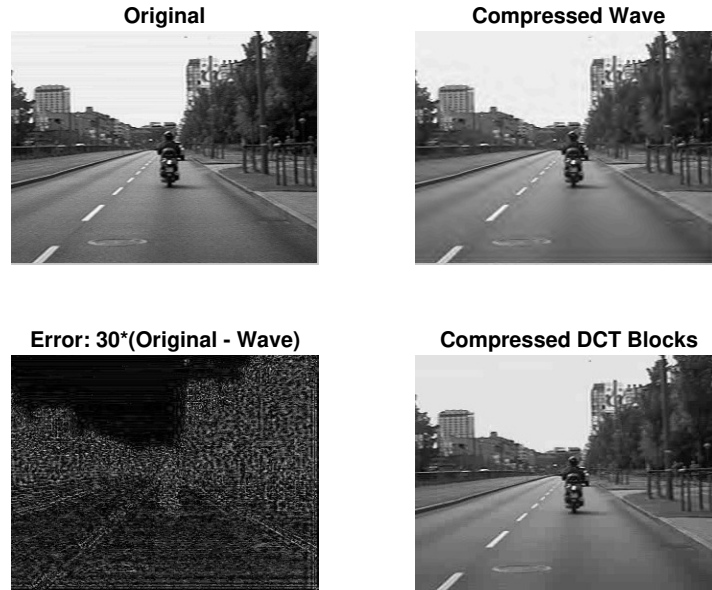 Original
Compressed Wave
Error: 30*(Original - Wave)
Compressed DCT Blocks